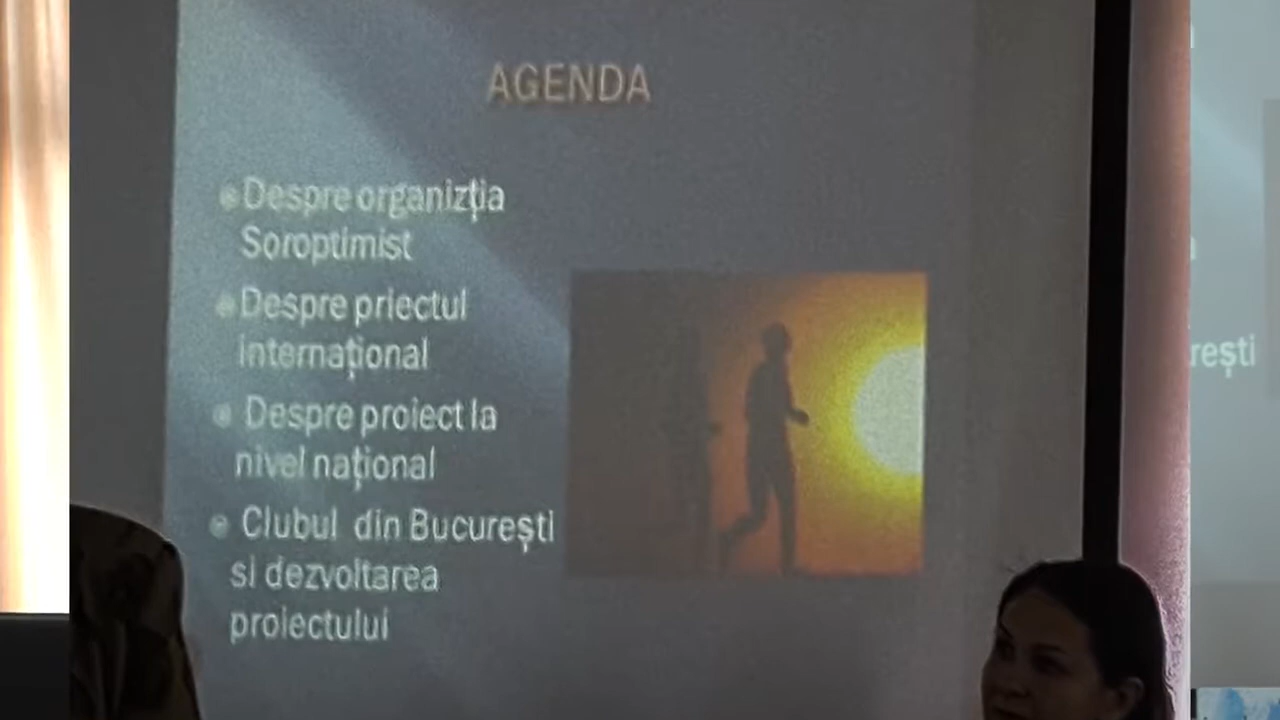 AGENDA
Despre organizția
Soroptimist
Despre priectul
internațional
Despre proiect la
nivel național
Clubul din București
si dezvoltarea
proiectului
rești